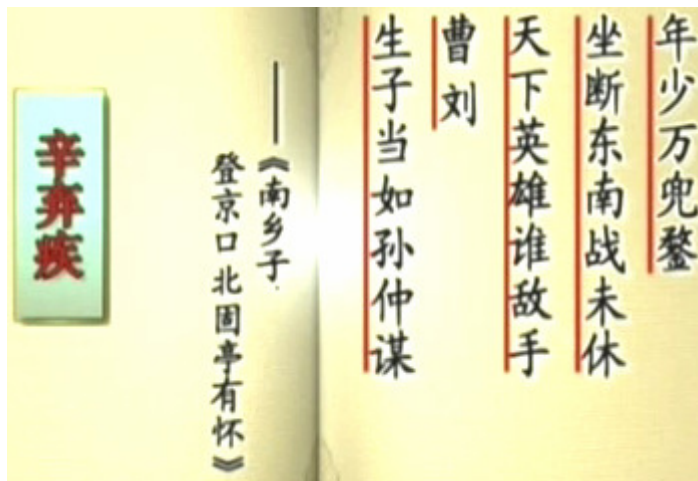 年少万兜鍪
坐断东南战未休
天下英雄谁敌手
曹刘
生子当如孙仲谋
——《南乡子·
登京口北固亭有怀》
辛弃疾